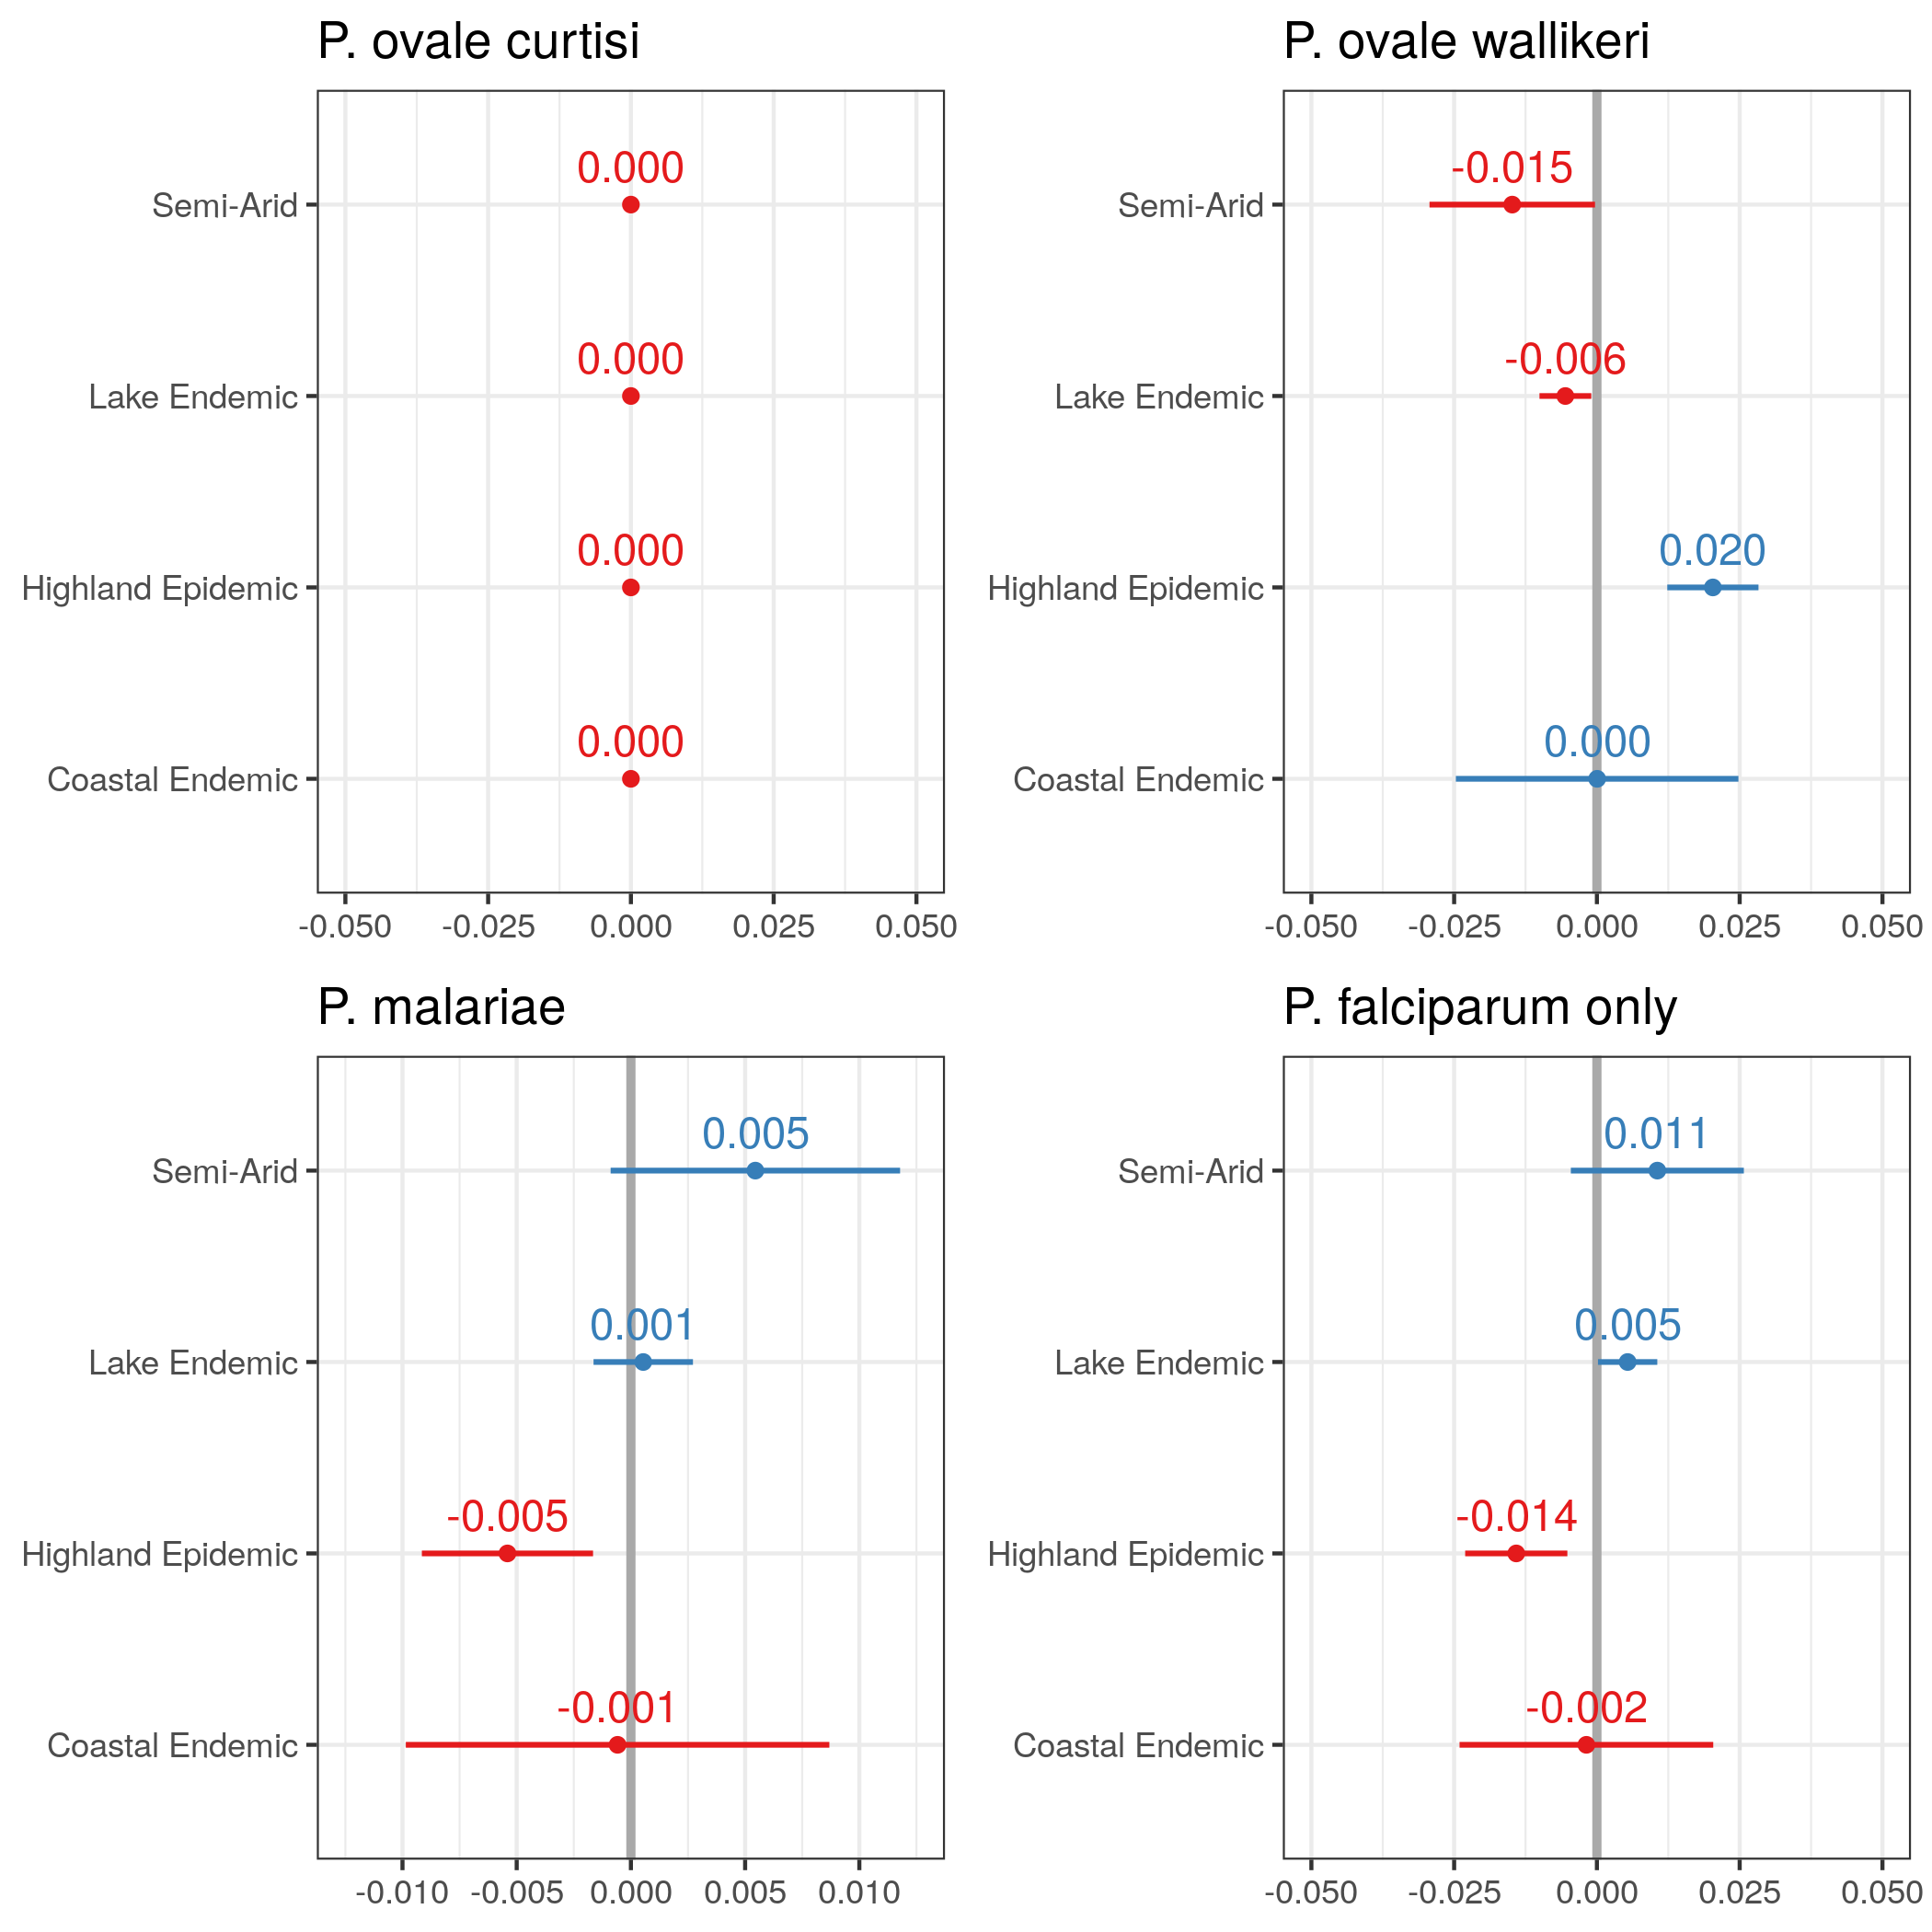 P. ovale curtisi
0.000
Semi-Arid
0.000
Lake Endemic
0.000
Highland Epidemic
0.000
Coastal Endemic
-0.050 -0.025 0.000 0.025 0.050
P. ovale wallikeri
-0.015
Semi-Arid
-0.006
Lake Endemic
0.020
Highland Epidemic
0.000
Coastal Endemic
-0.050 -0.025 0.000 0.025 0.050
P. malariae
0.005
Semi-Arid
0.001
Lake Endemic
-0.005
Highland Epidemic
-0.001
Coastal Endemic
-0.010 -0.005 0.000 0.005 0.010
P. falciparum only
0.011
Semi-Arid
0.005
Lake Endemic
-0.014
Highland Epidemic
-0.002
Coastal Endemic
-0.050 -0.025 0.000 0.025 0.050